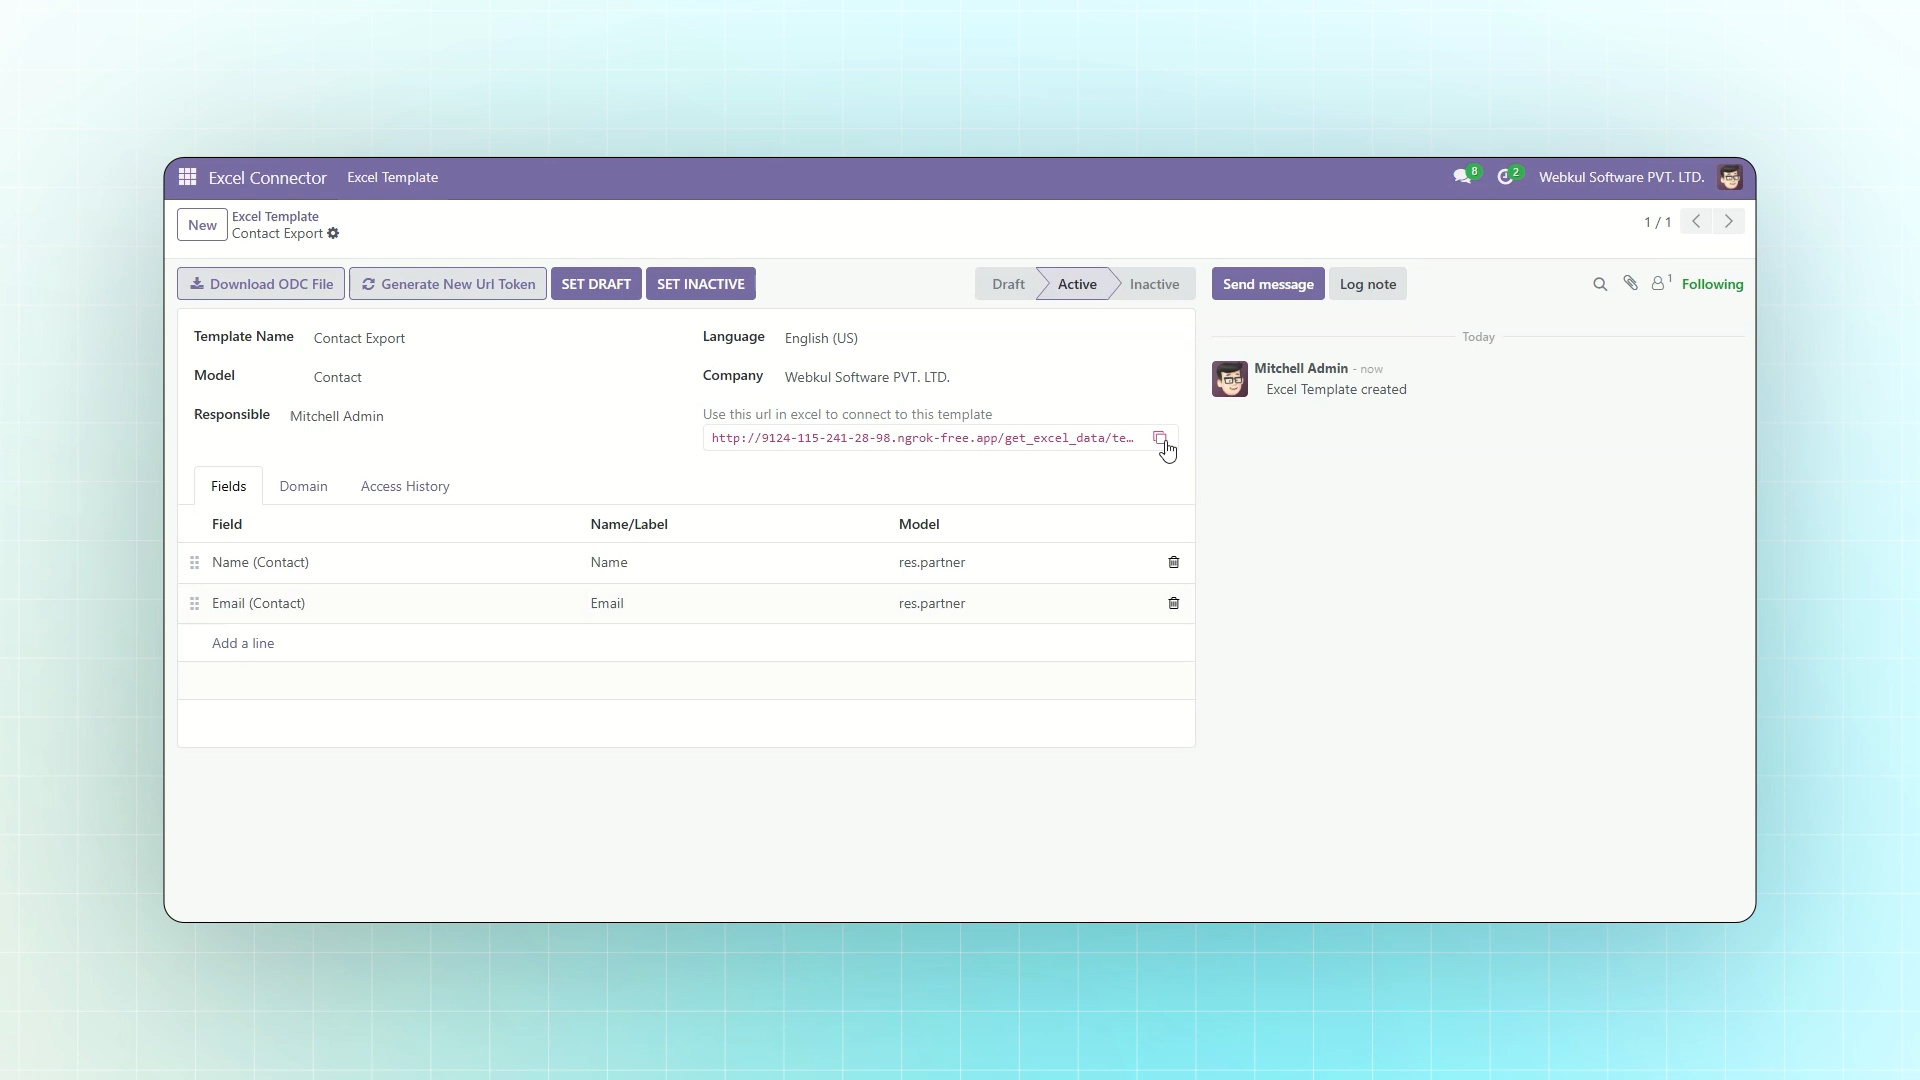 Excel Connector Excel Template 8 2 Webkul Software PVT. LTD.
New Excel Template
Contact Export 1 / 1
Download ODC File Generate New Url Token SET DRAFT SET INACTIVE Draft Active Inactive Send message Log note 1 Following
Template Name Contact Export Language English (US) Today
Model Contact Company Webkul Software PVT. LTD. Mitchell Admin - now
Excel Template created
Responsible Mitchell Admin Use this url in excel to connect to this template
http://9124-115-241-28-98.ngrok-free.app/get_excel_data/te…
Fields Domain Access History
Field Name/Label Model
Name (Contact) Name res.partner
Email (Contact) Email res.partner
Add a line